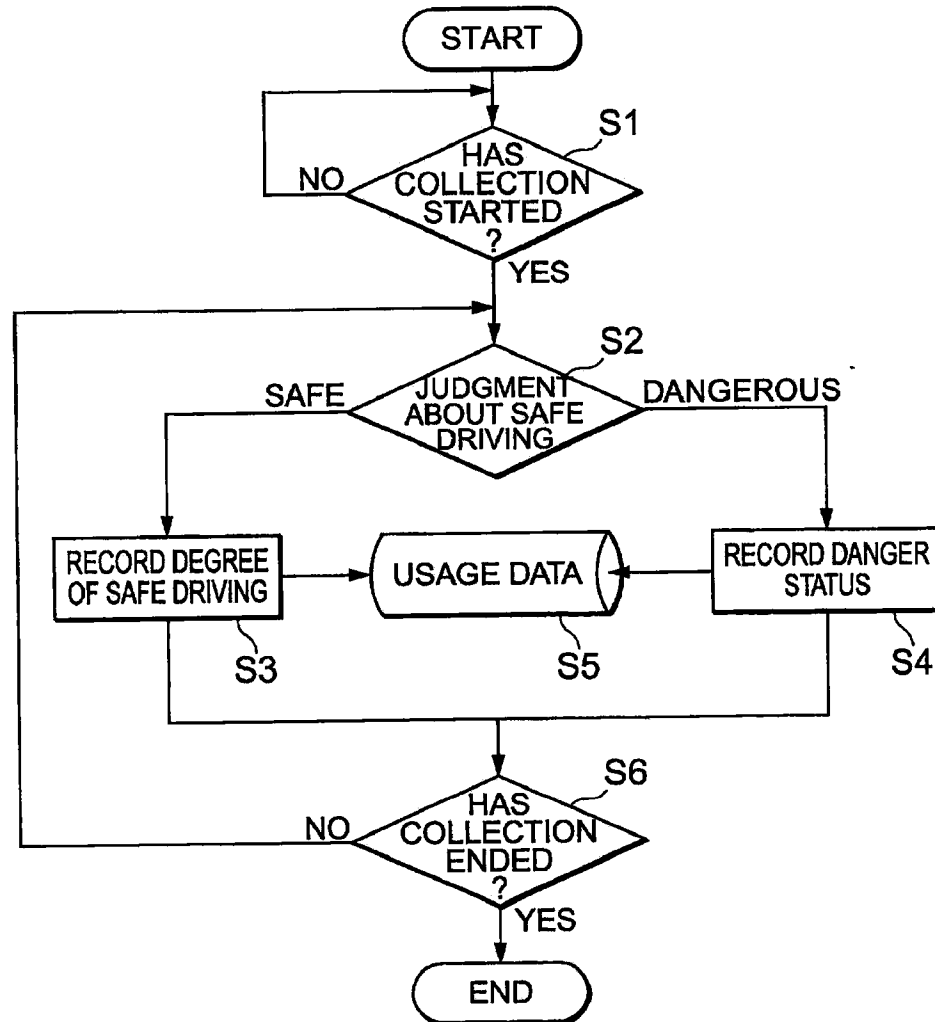 START
S1
HAS
COLLECTION
STARTED
?
NO
YES
S2
JUDGMENT
ABOUT SAFE
DRIVING
SAFE
DANGEROUS
RECORD DEGREE
OF SAFE DRIVING
USAGE DATA
RECORD DANGER
STATUS
S3
S5
S4
S6
HAS
COLLECTION
ENDED
?
NO
YES
END